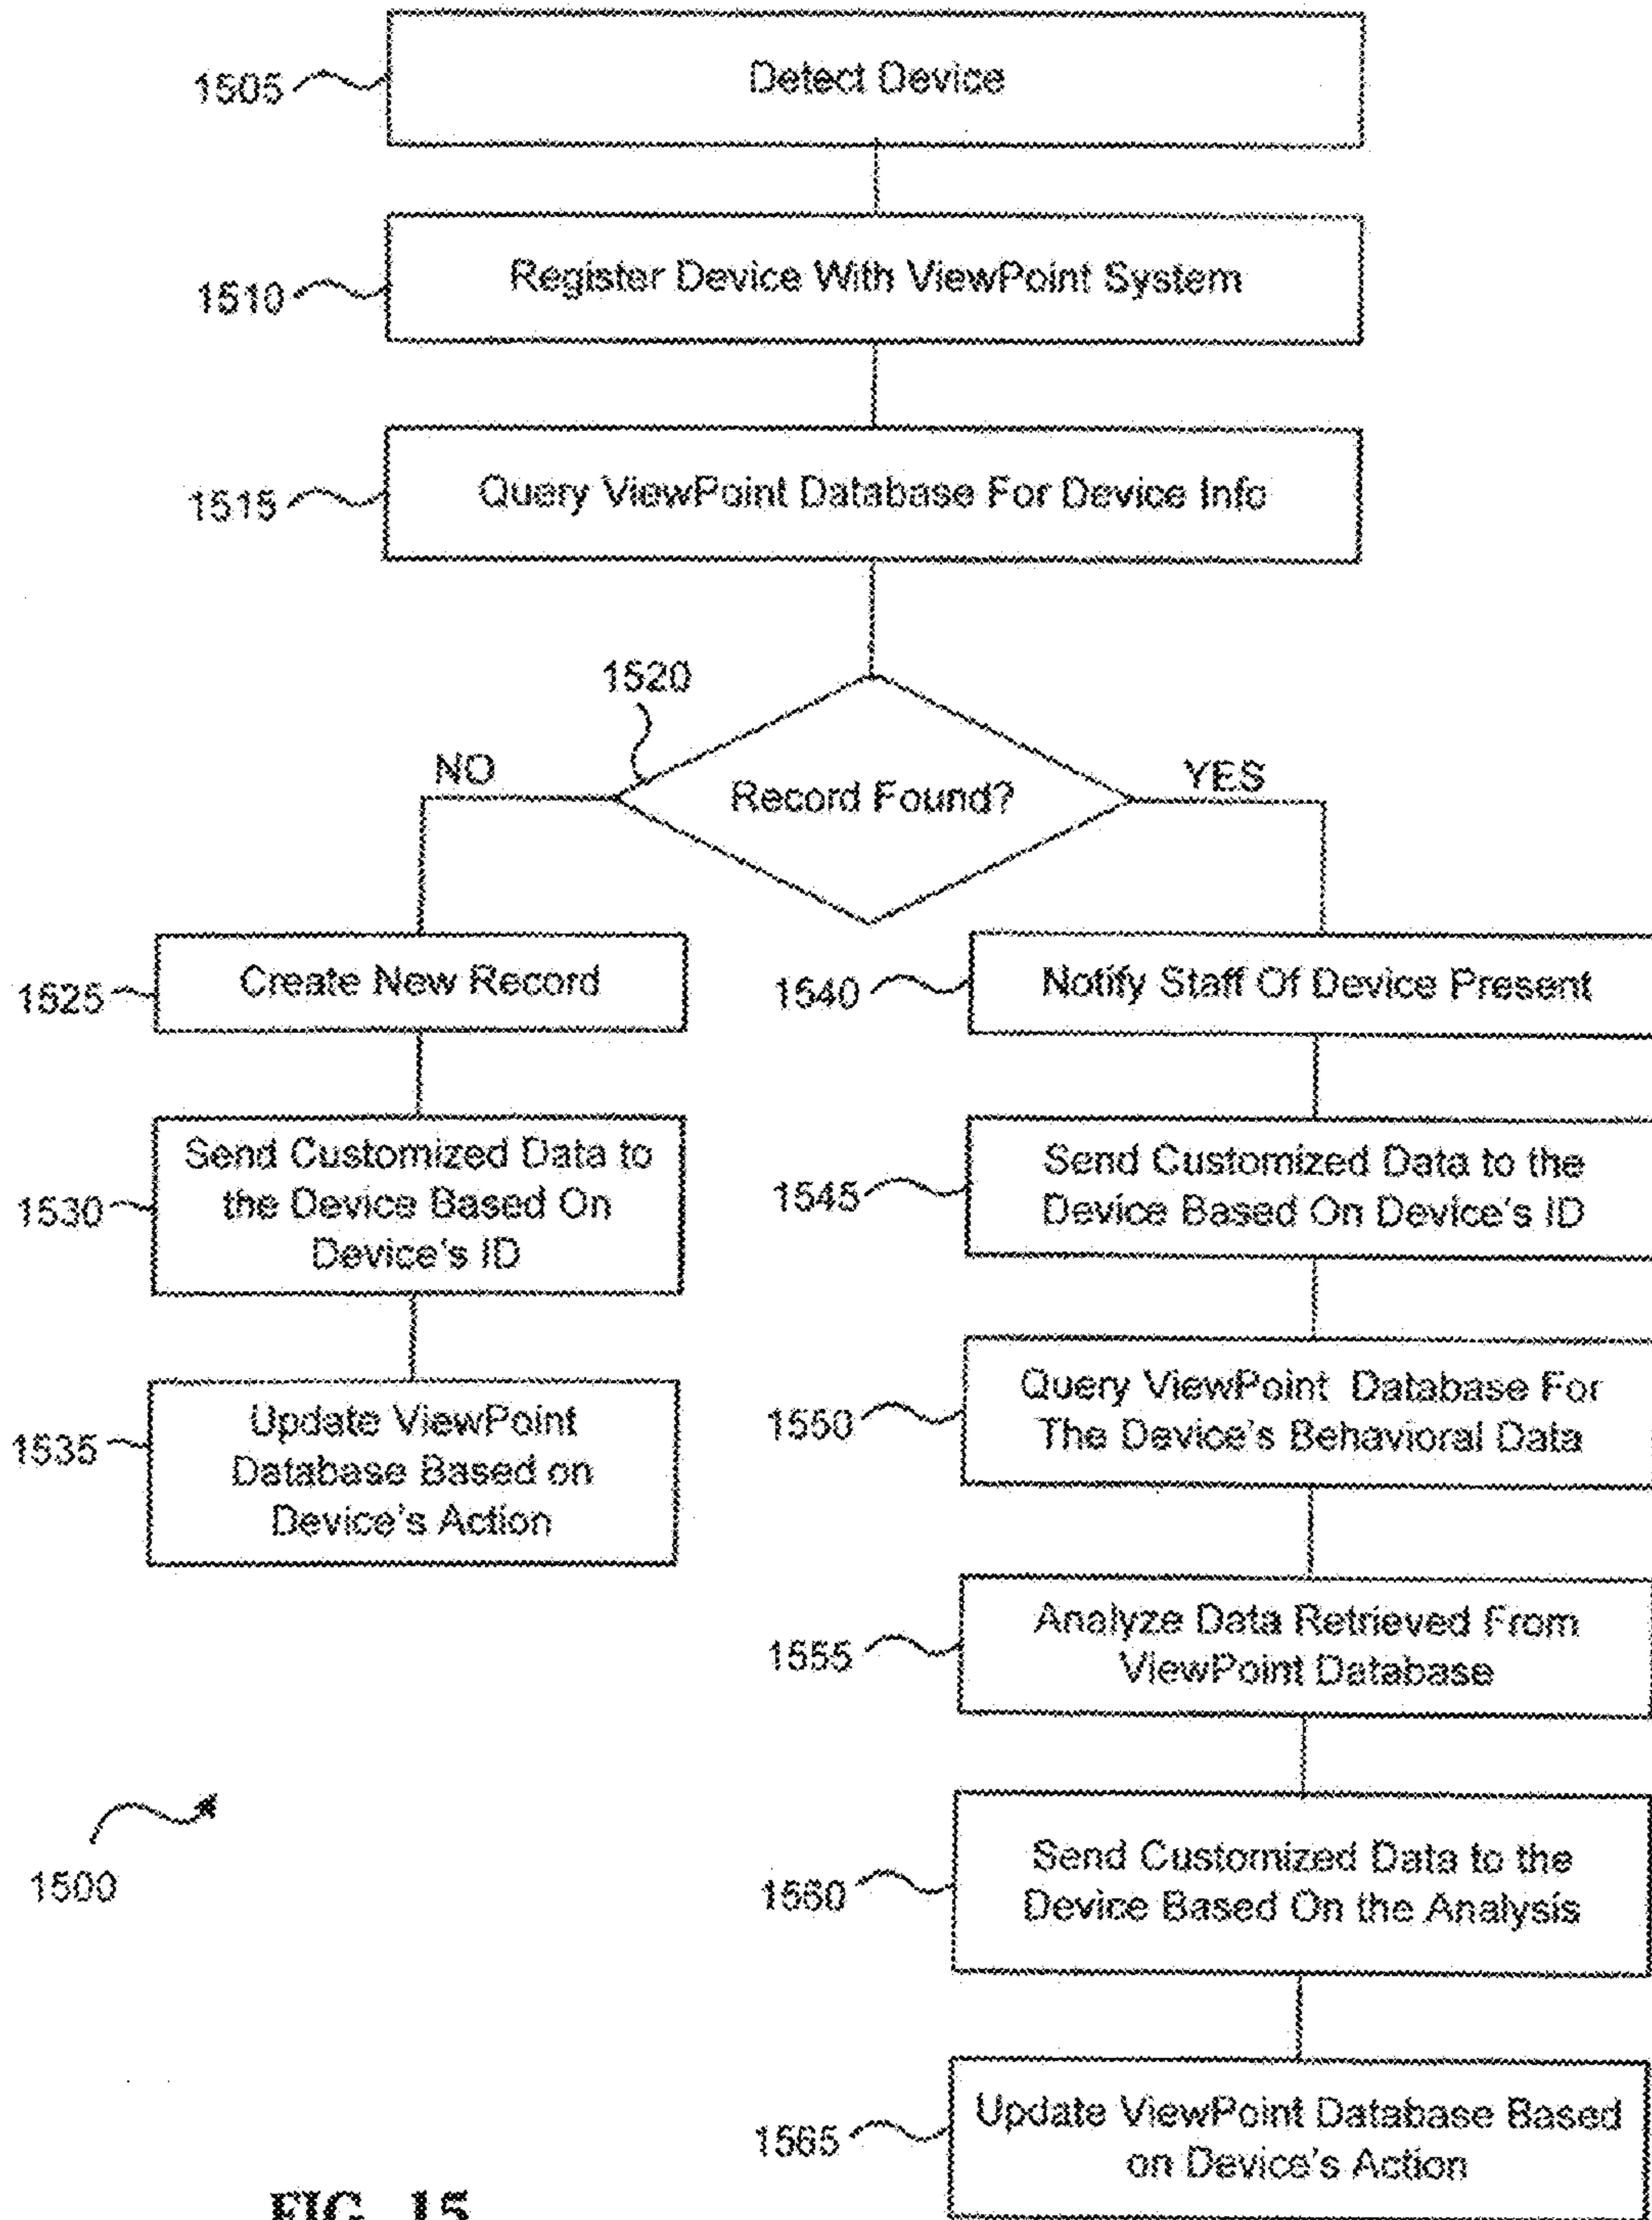 Detect Device
1505
Register Device With ViewPoint System
1510
Query ViewPoint Database For Device Info
1515
1520
NO
YES
Record Found?
Create New Record
1525
Send Customized Data to
the Device Based On
Device's ID
1530
Update ViewPoint
Database Based on
Device's Action
1535
Notify Staff Of Device Present
1540
Send Customized Data to the
Device Based On Device's ID
1545
Query ViewPoint Database For
The Device's Behavioral Data
1550
Analyze Data Retrieved From
ViewPoint Database
1555
Send Customized Data to the
Device Based On the Analysis
1560
Update ViewPoint Database Based
on Device's Action
1565
1500
FIG. 15